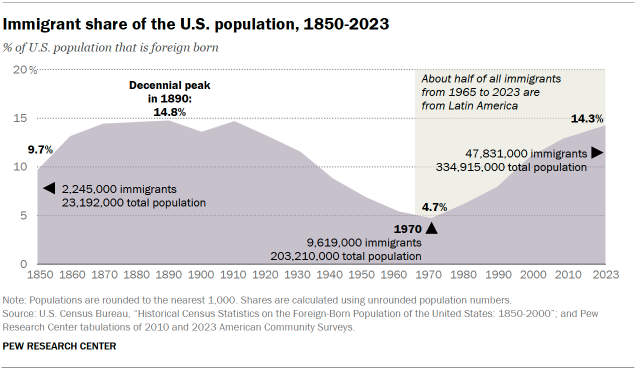 Immigrant share of the U.S. population, 1850-2023
% of U.S. population that is foreign born
20%
About half of all immigrants
from 1965 to 2023 are
from Latin America
Decennial peak
in 1890:
14.8%
15
14.3%
9.7%
47,831,000 immigrants
334,915,000 total population
10
2,245,000 immigrants
23,192,000 total population
4.7%
5
1970
9,619,000 immigrants
203,210,000 total population
0
1850 1860 1870 1880 1890 1900 1910 1920 1930 1940 1950 1960 1970 1980 1990 2000 2010 2023
Note: Populations are rounded to the nearest 1,000. Shares are calculated using unrounded population numbers.
Source: U.S. Census Bureau, “Historical Census Statistics on the Foreign-Born Population of the United States: 1850-2000”; and Pew
Research Center tabulations of 2010 and 2023 American Community Surveys.
PEW RESEARCH CENTER